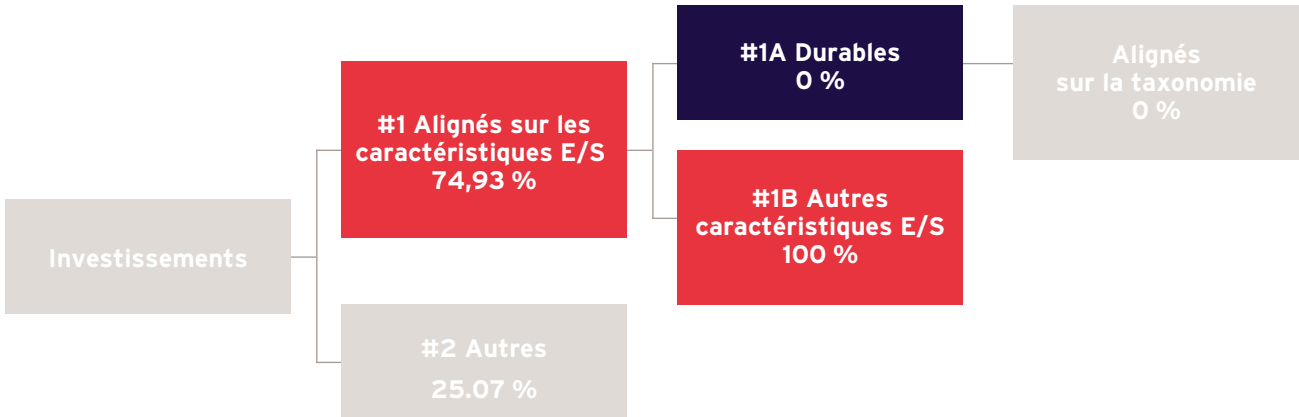 Investissements
#1 Alignés sur les
caractéristiques E/S
74,93 %
#2 Autres
25.07 %
#1A Durables
0 %
#1B Autres
caractéristiques E/S
100 %
Alignés
sur la taxonomie
0 %